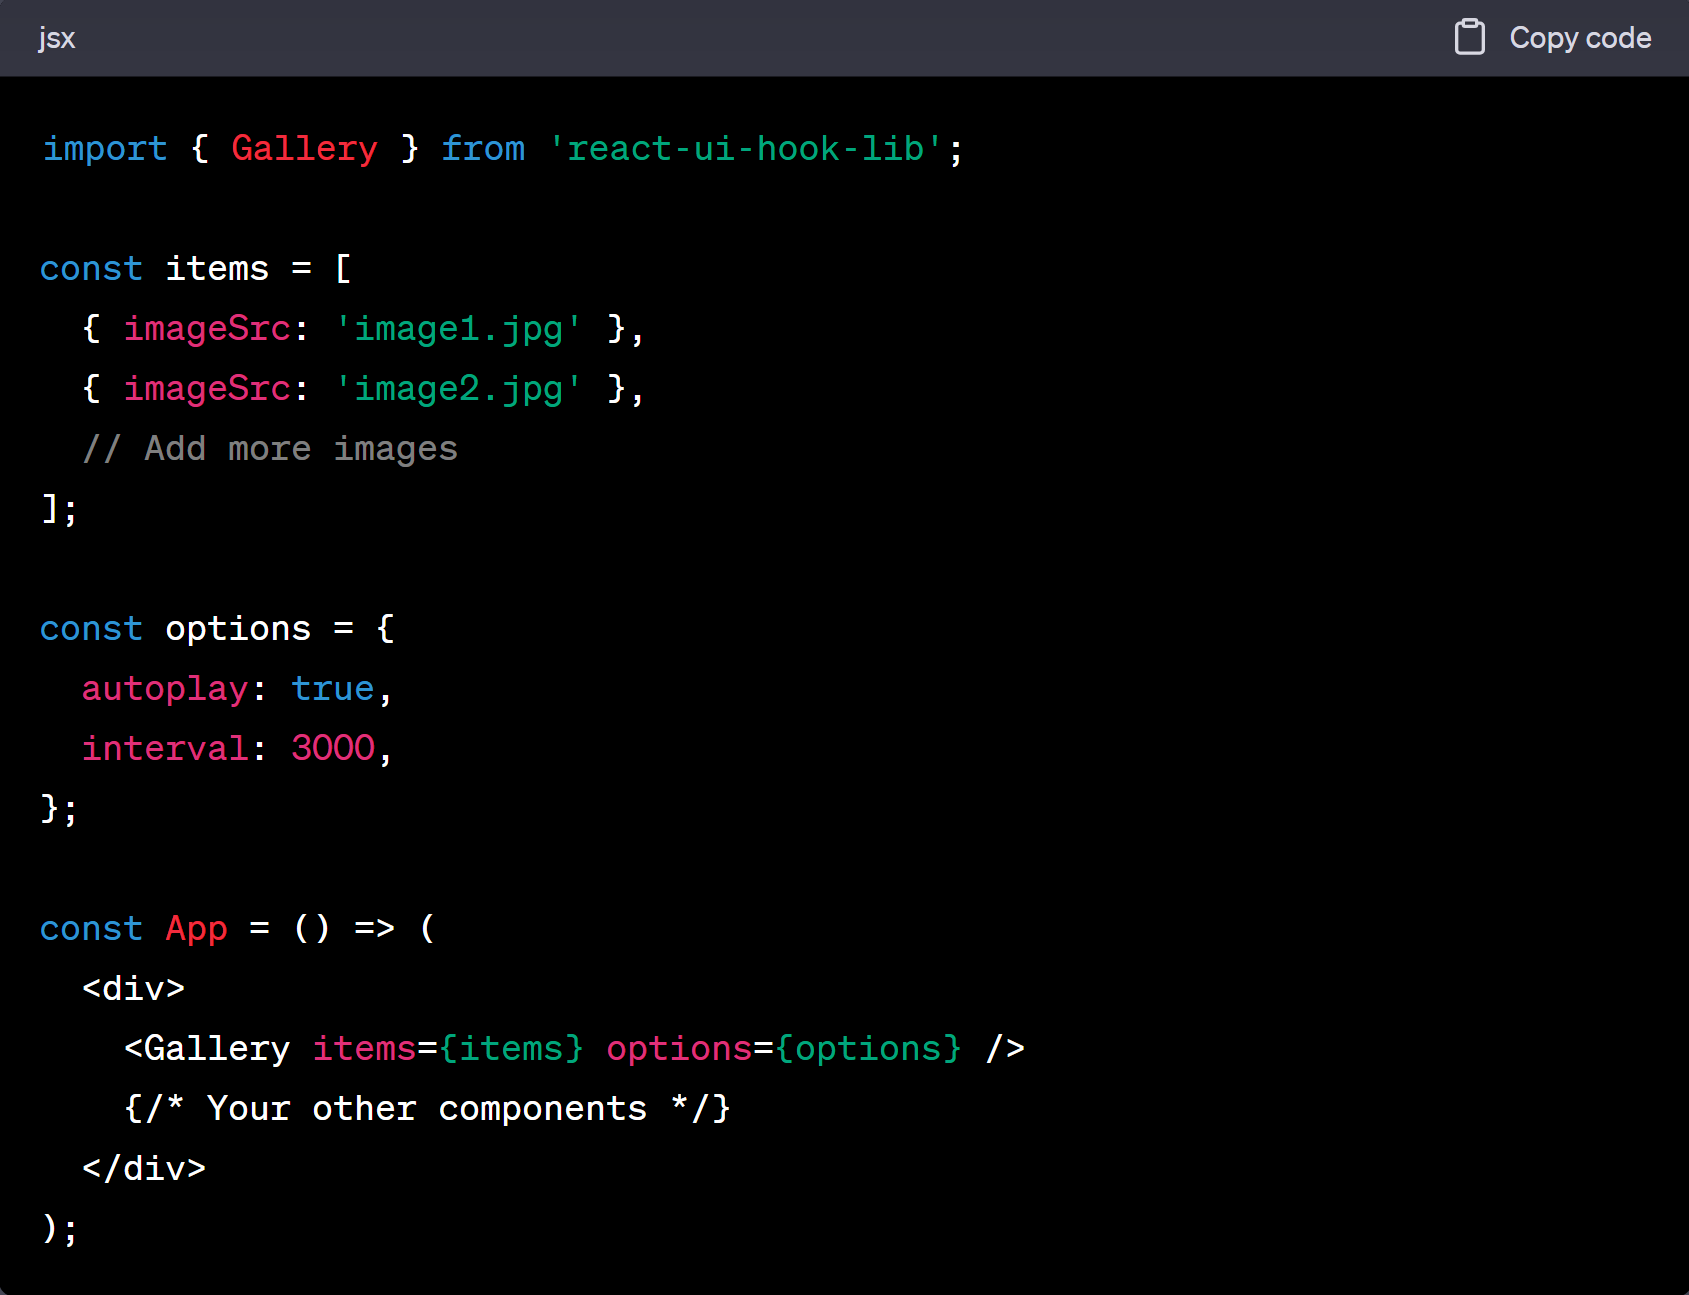 jsx
Copy code
import { Gallery } from 'react-ui-hook-lib';
const items = [
  { imageSrc: 'image1.jpg' },
  { imageSrc: 'image2.jpg' },
  // Add more images
];
const options = {
  autoplay: true,
  interval: 3000,
};
const App = () => (
  <div>
    <Gallery items={items} options={options} />
    {/* Your other components */}
  </div>
);